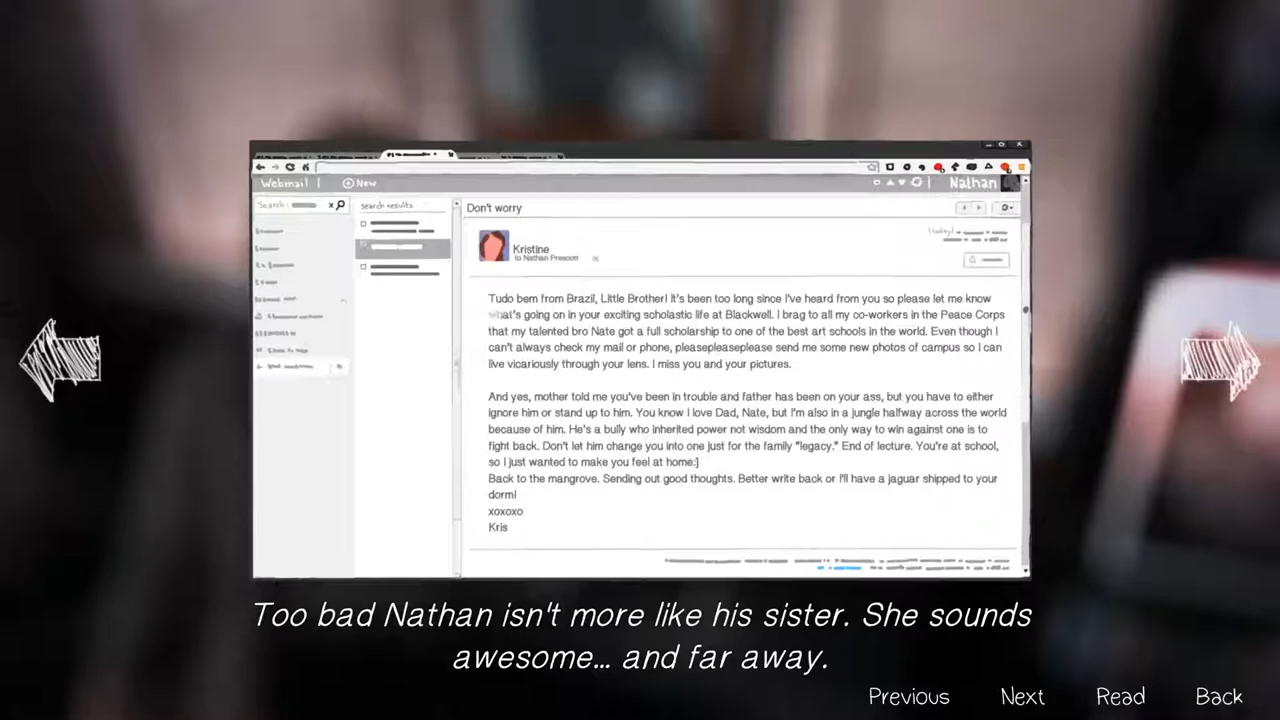 Webmail
New
Nathan
Search:
search results
Don't worry
Kristine
to Nathan Prescott
(today)
Tudo bem from Brazil, Little Brother! It's been too long since I've heard from you so please let me know
what's going on in your exciting scholastic life at Blackwell. I brag to all my co-workers in the Peace Corps
that my talented bro Nate got a full scholarship to one of the best art schools in the world. Even though I
can't always check my mail or phone, pleasepleaseplease send me some new photos of campus so I can
live vicariously through your lens. I miss you and your pictures.
And yes, mother told me you've been in trouble and father has been on your ass, but you have to either
ignore him or stand up to him. You know I love Dad, Nate, but I'm also in a jungle halfway across the world
because of him. He's a bully who inherited power not wisdom and the only way to win against one is to
fight back. Don't let him change you into one just for the family "legacy." End of lecture. You're at school,
so I just wanted to make you feel at home:]
Back to the mangrove. Sending out good thoughts. Better write back or I'll have a jaguar shipped to your
dorm!
xoxoxo
Kris
Too bad Nathan isn't more like his sister. She sounds
awesome... and far away.
Previous Next Read Back